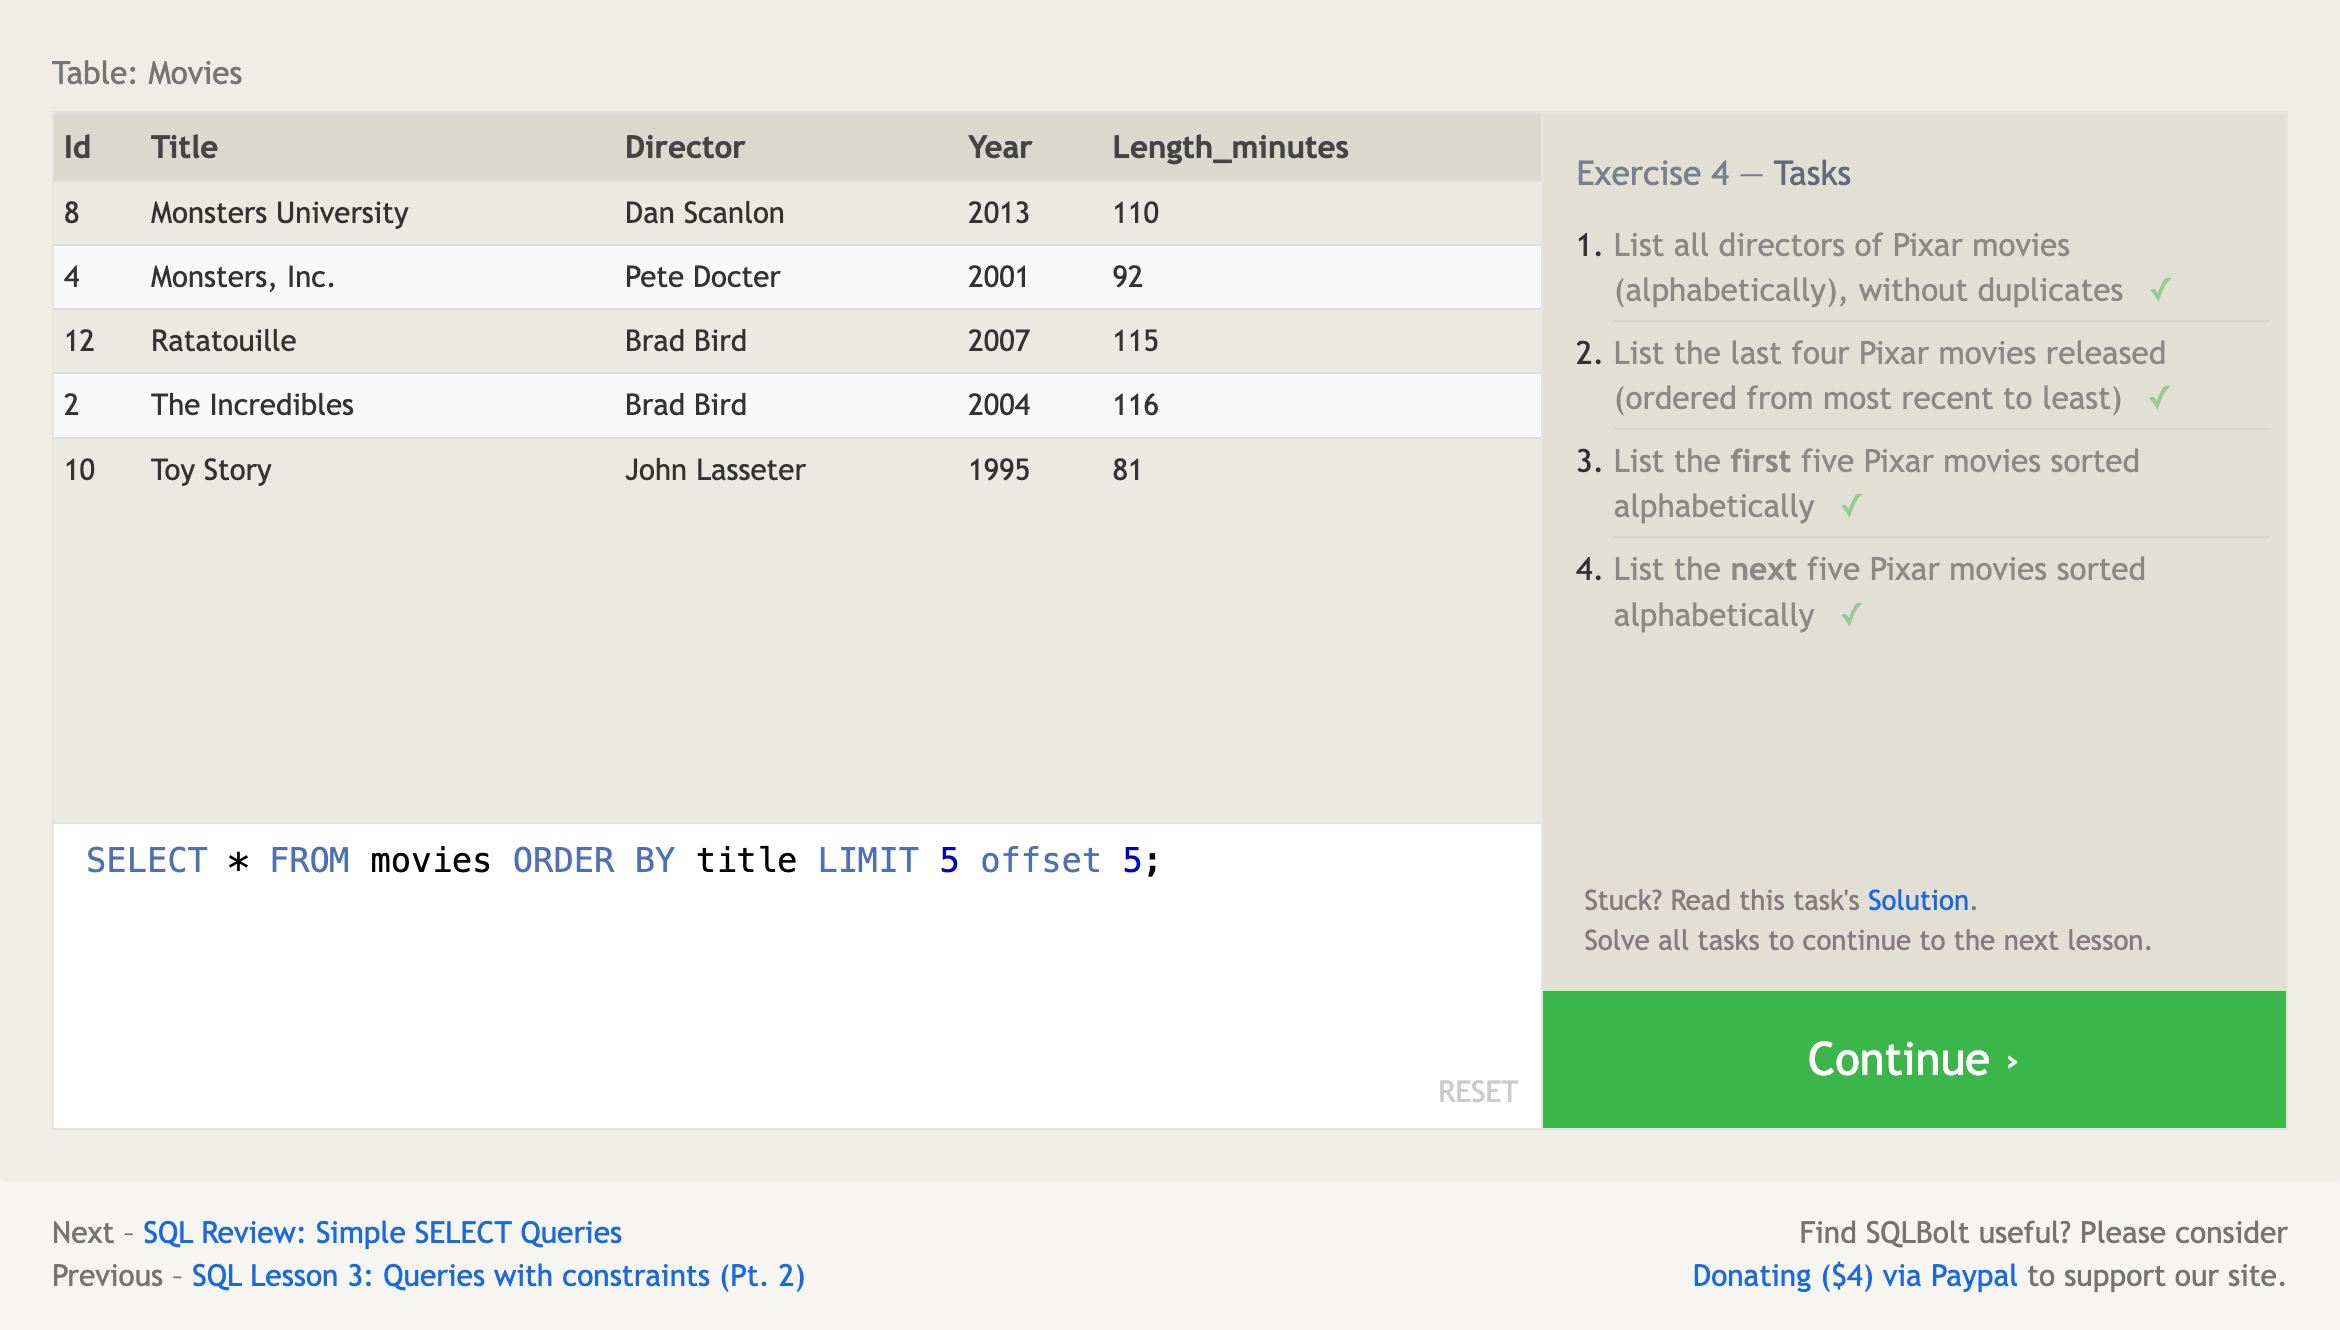 Table: Movies
Id Title Director Year Length_minutes
8 Monsters University Dan Scanlon 2013 110
4 Monsters, Inc. Pete Docter 2001 92
12 Ratatouille Brad Bird 2007 115
2 The Incredibles Brad Bird 2004 116
10 Toy Story John Lasseter 1995 81
SELECT * FROM movies ORDER BY title LIMIT 5 offset 5;
RESET
Exercise 4 — Tasks
1. List all directors of Pixar movies
(alphabetically), without duplicates ✓
2. List the last four Pixar movies released
(ordered from most recent to least) ✓
3. List the first five Pixar movies sorted
alphabetically ✓
4. List the next five Pixar movies sorted
alphabetically ✓
Stuck? Read this task's Solution.
Solve all tasks to continue to the next lesson.
Continue ›
Next – SQL Review: Simple SELECT Queries
Previous – SQL Lesson 3: Queries with constraints (Pt. 2)
Find SQLBolt useful? Please consider
Donating ($4) via Paypal to support our site.